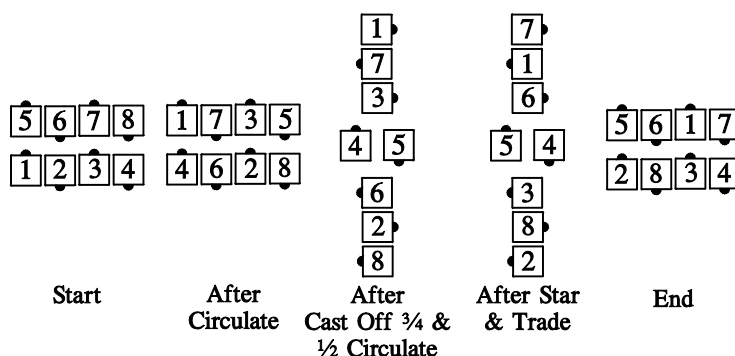 5 6 7 8
1 2 3 4
Start
1 7 3 5
4 6 2 8
After
Circulate
1
7
3
4 5
6
2
8
After
Cast Off ¾ &
½ Circulate
7
1
6
5 4
3
8
2
After Star
& Trade
5 6 1 7
2 8 3 4
End